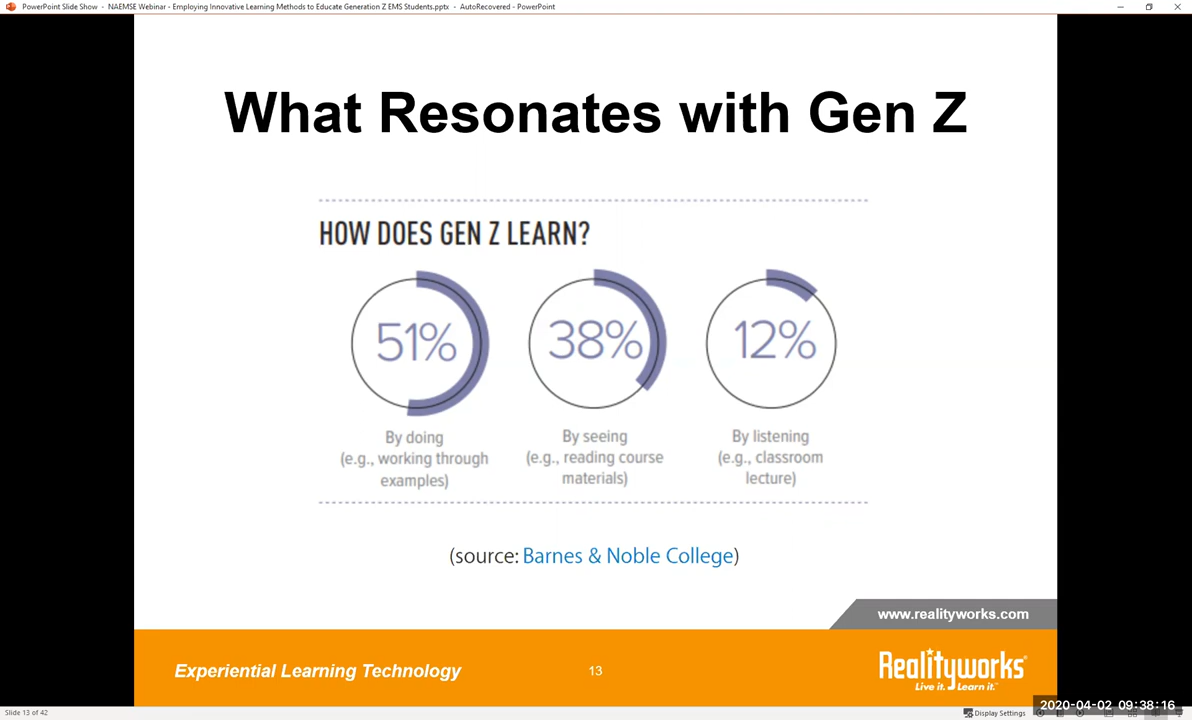 PowerPoint Slide Show - NAEMSE Webinar - Employing Innovative Learning Methods to Educate Generation Z EMS Students.pptx - AutoRecovered - PowerPoint
What Resonates with Gen Z
HOW DOES GEN Z LEARN?
51% 38% 12%
By doing By seeing By listening
(e.g., working through (e.g., reading course (e.g., classroom
examples) materials) lecture)
(source: Barnes & Noble College)
www.realityworks.com
Experiential Learning Technology 13 Realityworks®
Live it. Learn it.™
2020-04-02 09:38:16
Slide 13 of 42 Display Settings